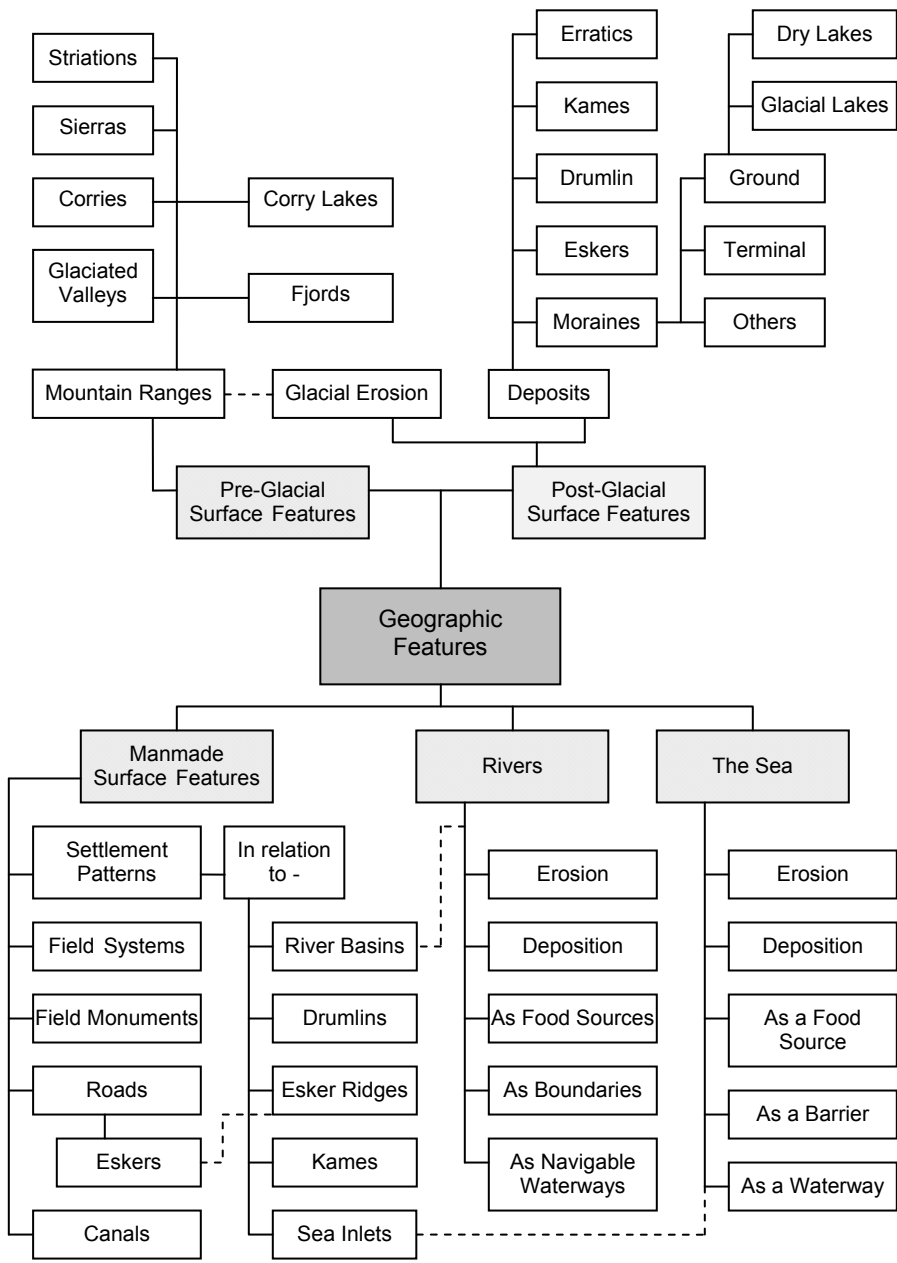 Striations
Sierras
Corries
Corry Lakes
Glaciated
Valleys
Fjords
Mountain Ranges
Glacial Erosion
Erratics
Kames
Drumlin
Eskers
Moraines
Deposits
Dry Lakes
Glacial Lakes
Ground
Terminal
Others
Pre-Glacial
Surface Features
Post-Glacial
Surface Features
Geographic
Features
Manmade
Surface Features
Rivers
The Sea
Settlement
Patterns
Field Systems
Field Monuments
Roads
Eskers
Canals
In relation
to -
River Basins
Drumlins
Esker Ridges
Kames
Sea Inlets
Erosion
Deposition
As Food Sources
As Boundaries
As Navigable
Waterways
Erosion
Deposition
As a Food
Source
As a Barrier
As a Waterway